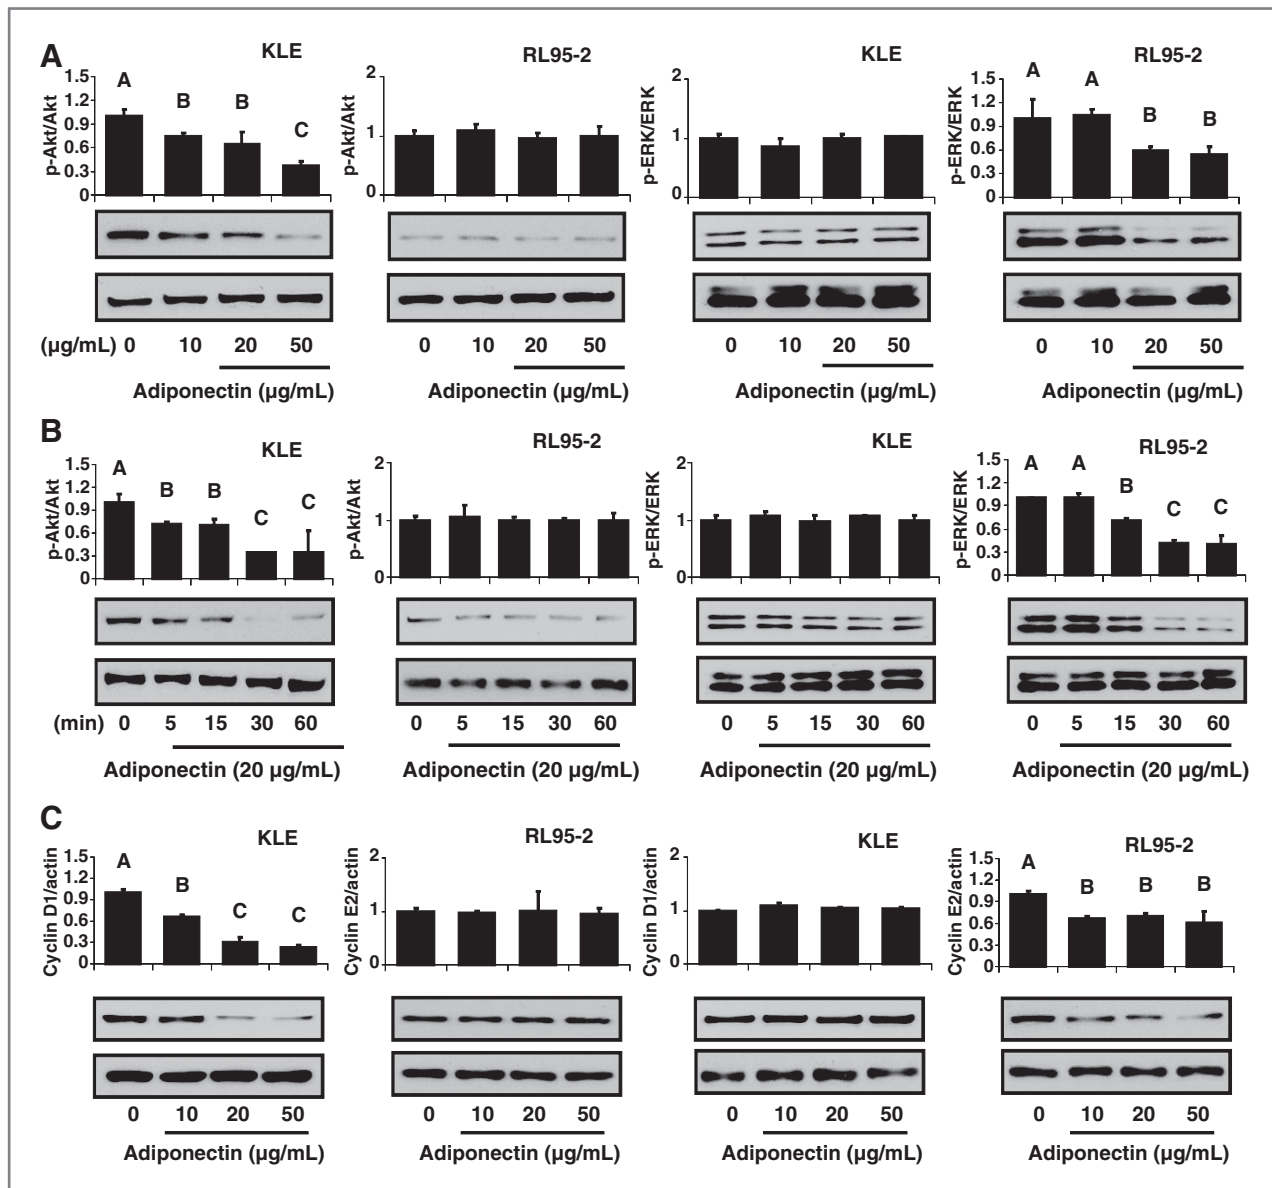 A
KLE
RL95-2
KLE
RL95-2
p-Akt/Akt
1.5
1.2
0.9
0.6
0.3
0
A
B
B
C
p-Akt/Akt
2
1
0
p-ERK/ERK
2
1
0
p-ERK/ERK
1.5
1.2
0.9
0.6
0.3
0
A
A
B
B
(µg/mL) 0 10 20 50
0 10 20 50
0 20 20 50
0 10 20 50
Adiponectin (µg/mL)
Adiponectin (µg/mL)
Adiponectin (µg/mL)
Adiponectin (µg/mL)
B
KLE
RL95-2
KLE
RL95-2
p-Akt/Akt
1.5
1.2
0.9
0.6
0.3
0
A
B
B
C
C
p-Akt/Akt
2
1
0
p-ERK/ERK
2
1
0
p-ERK/ERK
1.5
1.2
0.9
0.6
0.3
0
A
A
B
C
C
(min) 0 5 15 30 60
0 5 15 30 60
0 5 15 30 60
0 5 15 30 60
Adiponectin (20 µg/mL)
Adiponectin (20 µg/mL)
Adiponectin (20 µg/mL)
Adiponectin (20 µg/mL)
C
KLE
RL95-2
KLE
RL95-2
Cyclin D1/actin
1.5
1.2
0.9
0.6
0.3
0
A
B
C
C
Cyclin E2/actin
2
1
0
Cyclin D1/actin
2
1
0
Cyclin E2/actin
1.5
1.2
0.9
0.6
0.3
0
A
B
B
B
0 10 20 50
0 10 20 50
0 10 20 50
0 10 20 50
Adiponectin (µg/mL)
Adiponectin (µg/mL)
Adiponectin (µg/mL)
Adiponectin (µg/mL)